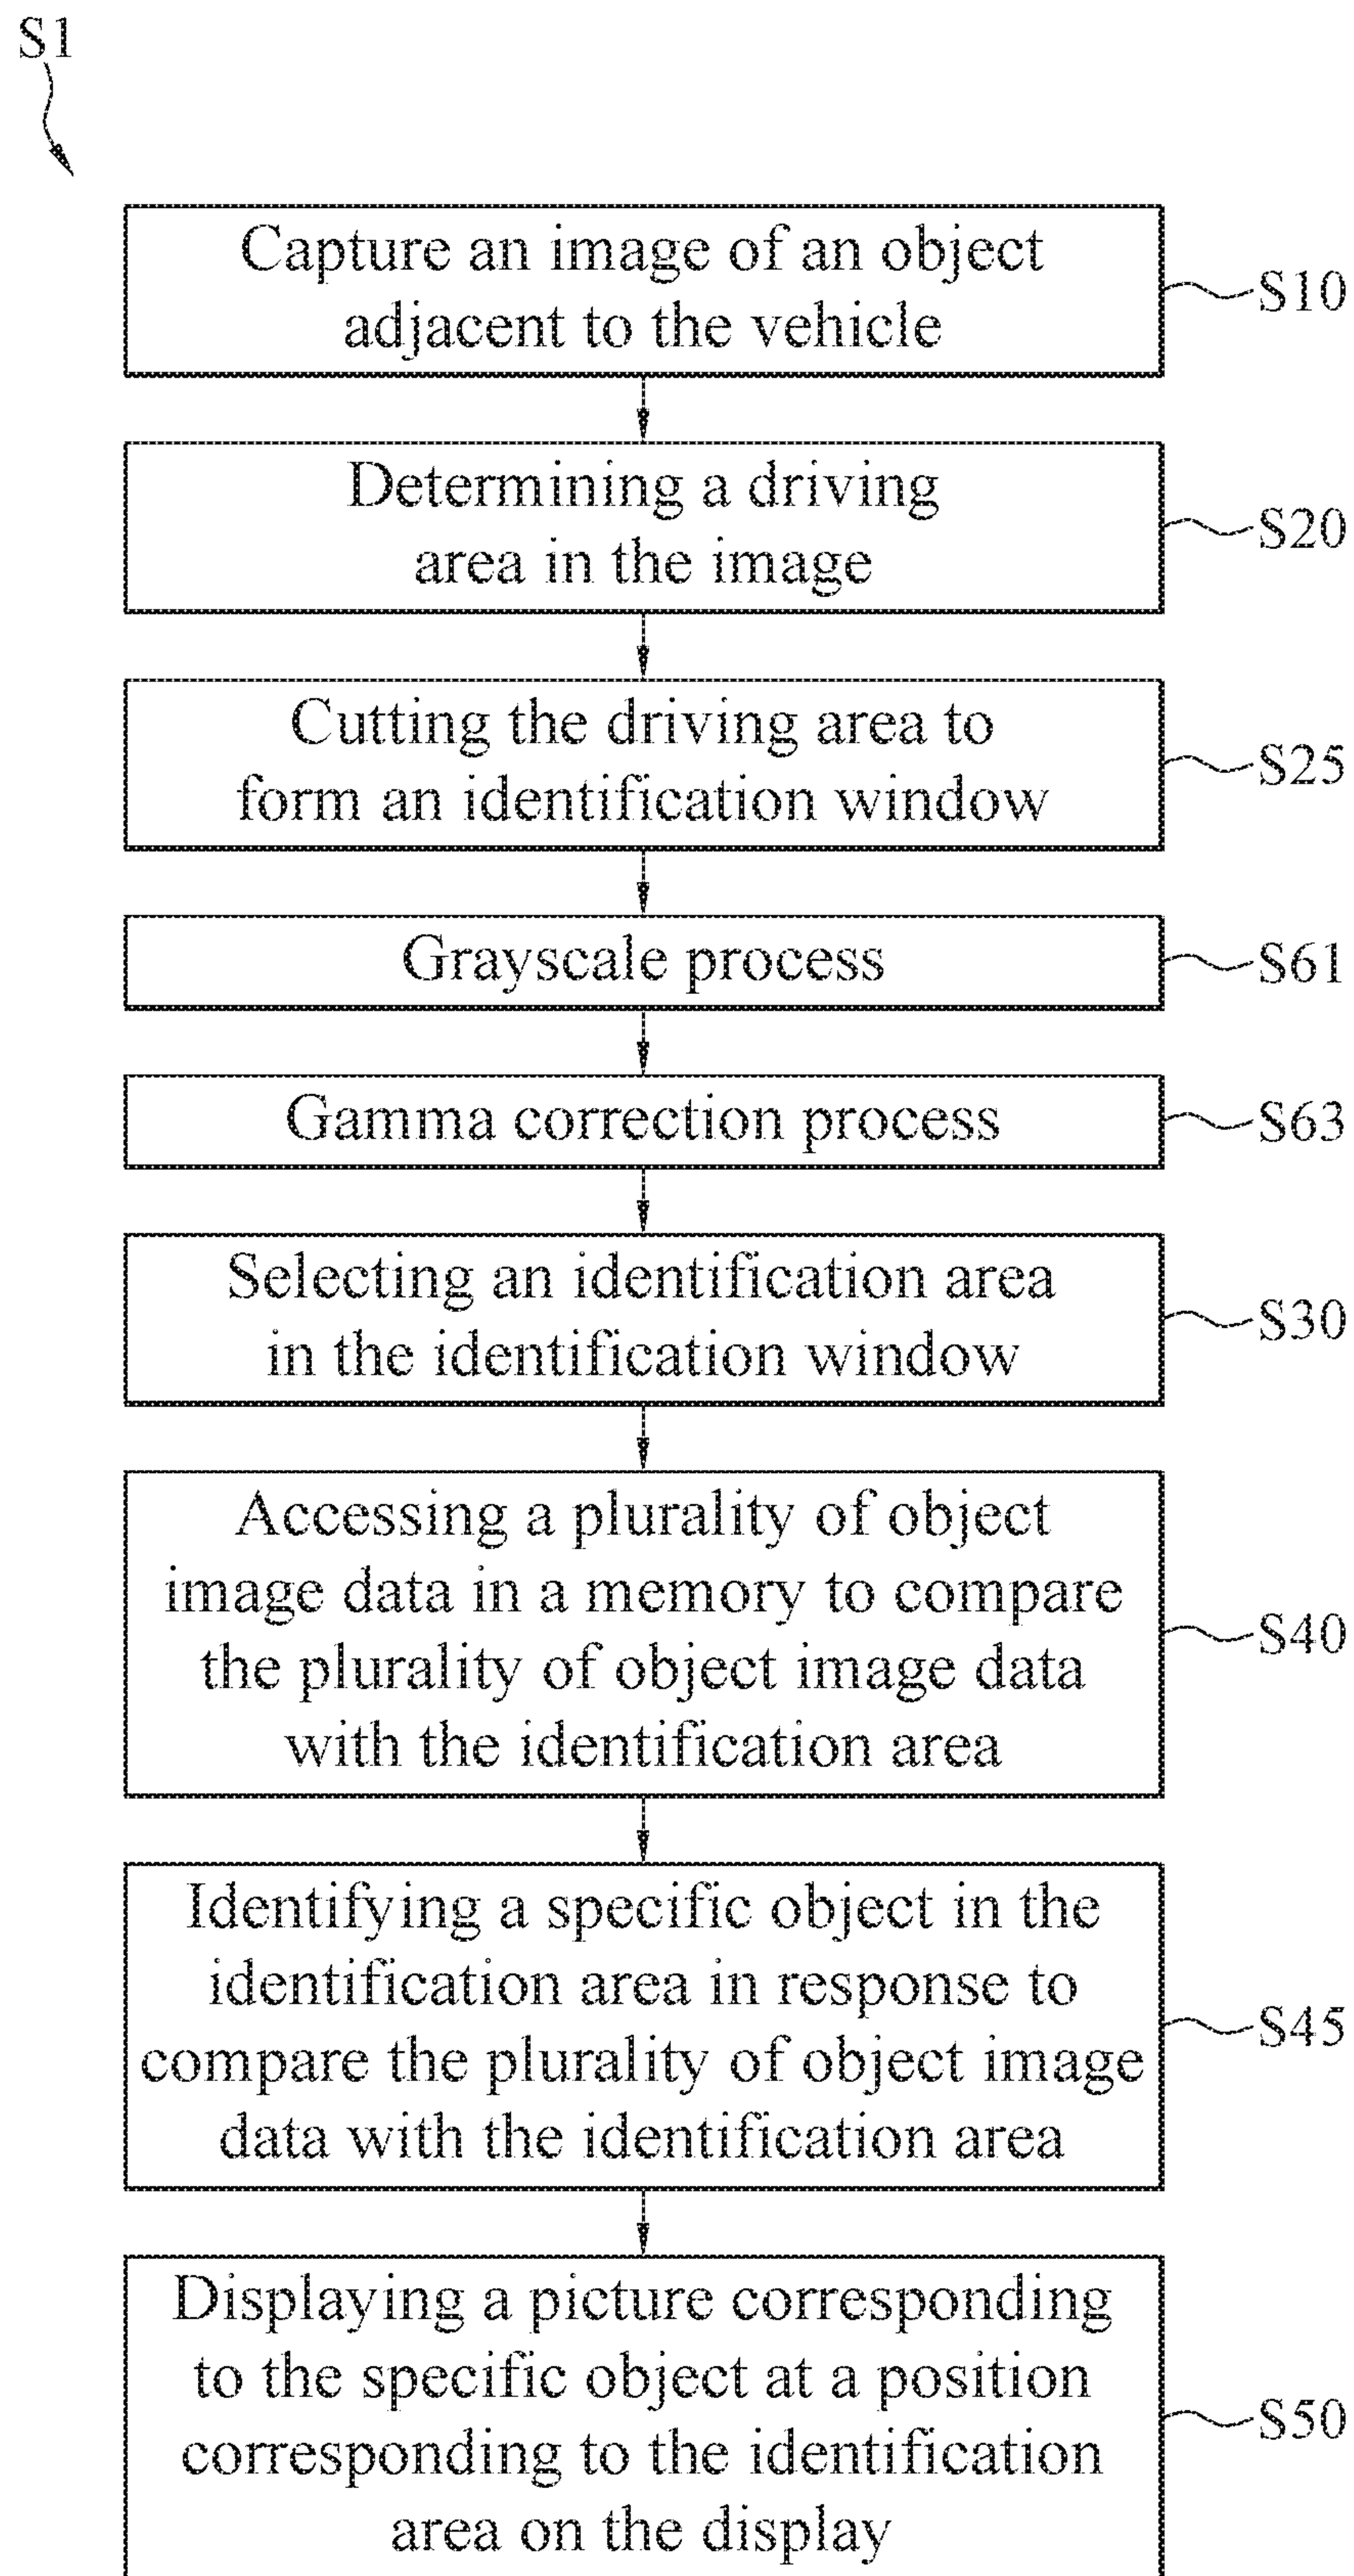 S1
Capture an image of an object
adjacent to the vehicle
S10
Determining a driving
area in the image
S20
Cutting the driving area to
form an identification window
S25
Grayscale process
S61
Gamma correction process
S63
Selecting an identification area
in the identification window
S30
Accessing a plurality of object
image data in a memory to compare
the plurality of object image data
with the identification area
S40
Identifying a specific object in the
identification area in response to
compare the plurality of object image
data with the identification area
S45
Displaying a picture corresponding
to the specific object at a position
corresponding to the identification
area on the display
S50